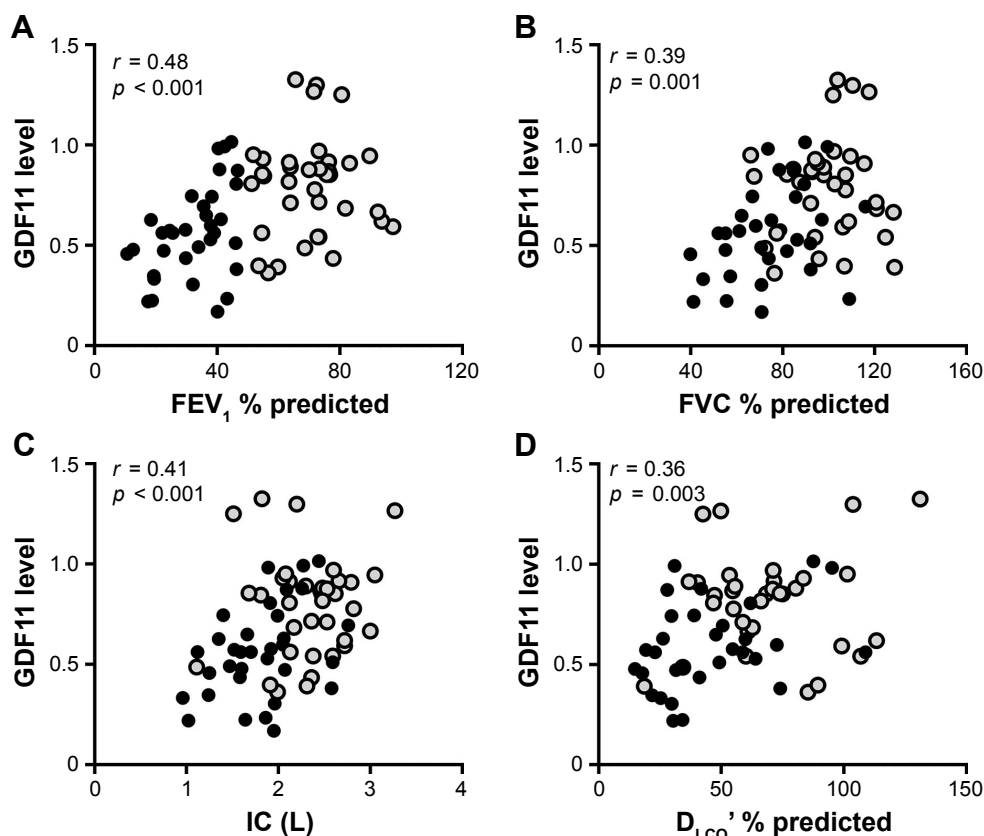 A
r = 0.48
p < 0.001
GDF11 level
1.5
1.0
0.5
0
0 40 80 120
FEV1 % predicted
B
r = 0.39
p = 0.001
GDF11 level
1.5
1.0
0.5
0
0 40 80 120 160
FVC % predicted
C
r = 0.41
p < 0.001
GDF11 level
1.5
1.0
0.5
0
0 1 2 3 4
IC (L)
D
r = 0.36
p = 0.003
GDF11 level
1.5
1.0
0.5
0
0 50 100 150
DLCO’ % predicted